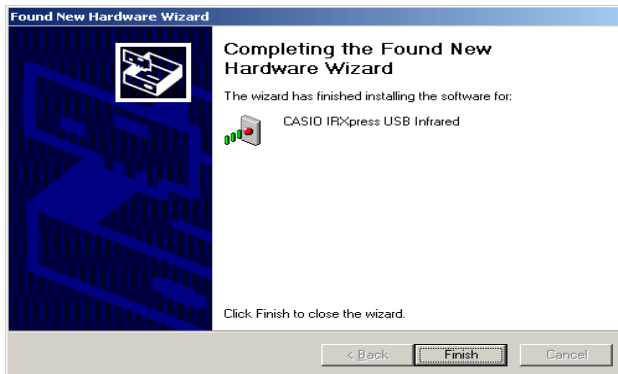 Found New Hardware Wizard
Completing the Found New
Hardware Wizard
The wizard has finished installing the software for:
CASIO IRXpress USB Infrared
Click Finish to close the wizard.
< Back
Finish
Cancel